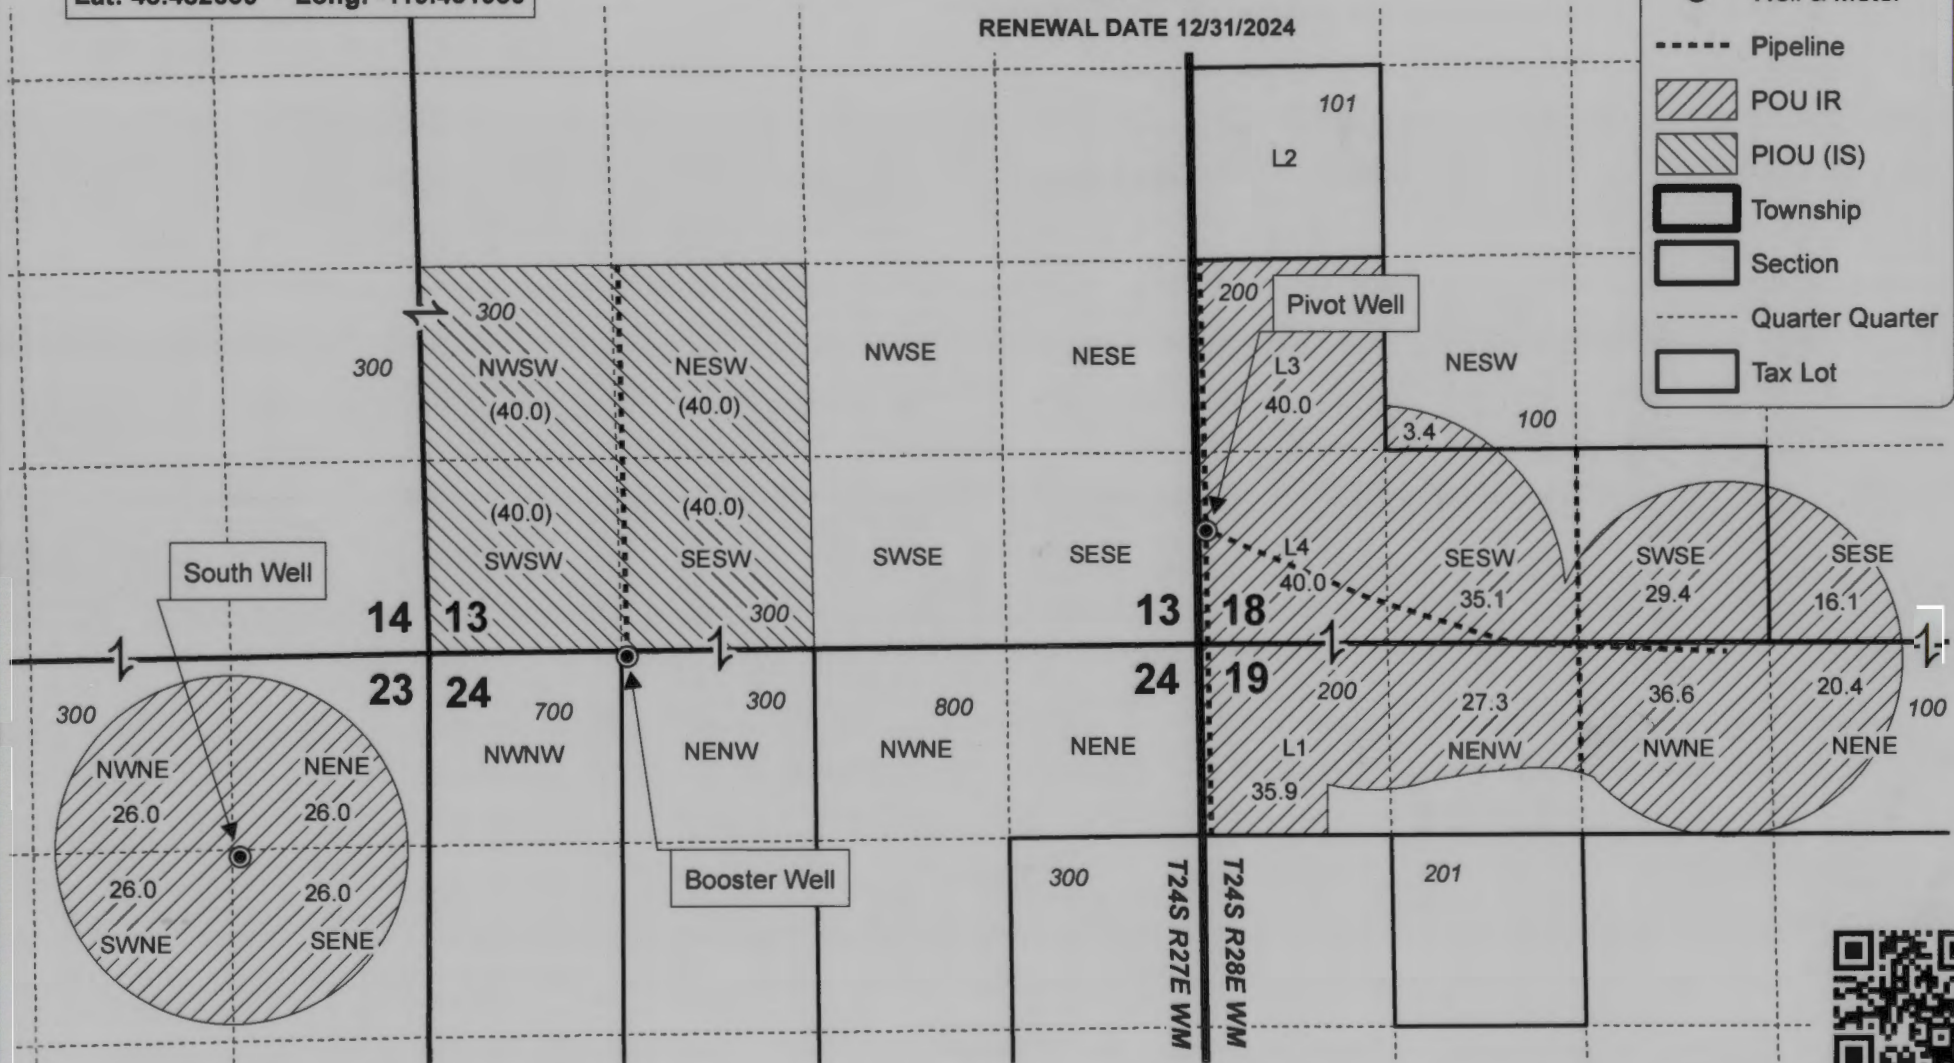 RENEWAL DATE 12/31/2024
Pipeline
POU IR
PIOU (IS)
Township
Section
Quarter Quarter
Tax Lot
101
L2
200
Pivot Well
300
300
NWSW
(40.0)
NESW
(40.0)
NWSE
NESE
L3
40.0
NESW
3.4
100
(40.0)
SWSW
(40.0)
SESW
300
SWSE
SESE
L4
40.0
SESW
35.1
SWSE
29.4
SESE
16.1
South Well
14 13
13 18
23 24
24 19
300
700
300
800
200
27.3
36.6
20.4
100
NWNE
26.0
NENE
26.0
NWNW
NENW
NWNE
NENE
L1
35.9
NENW
NWNE
NENE
26.0
SWNE
26.0
SENE
Booster Well
300
201
T24S R27E WM
T24S R28E WM